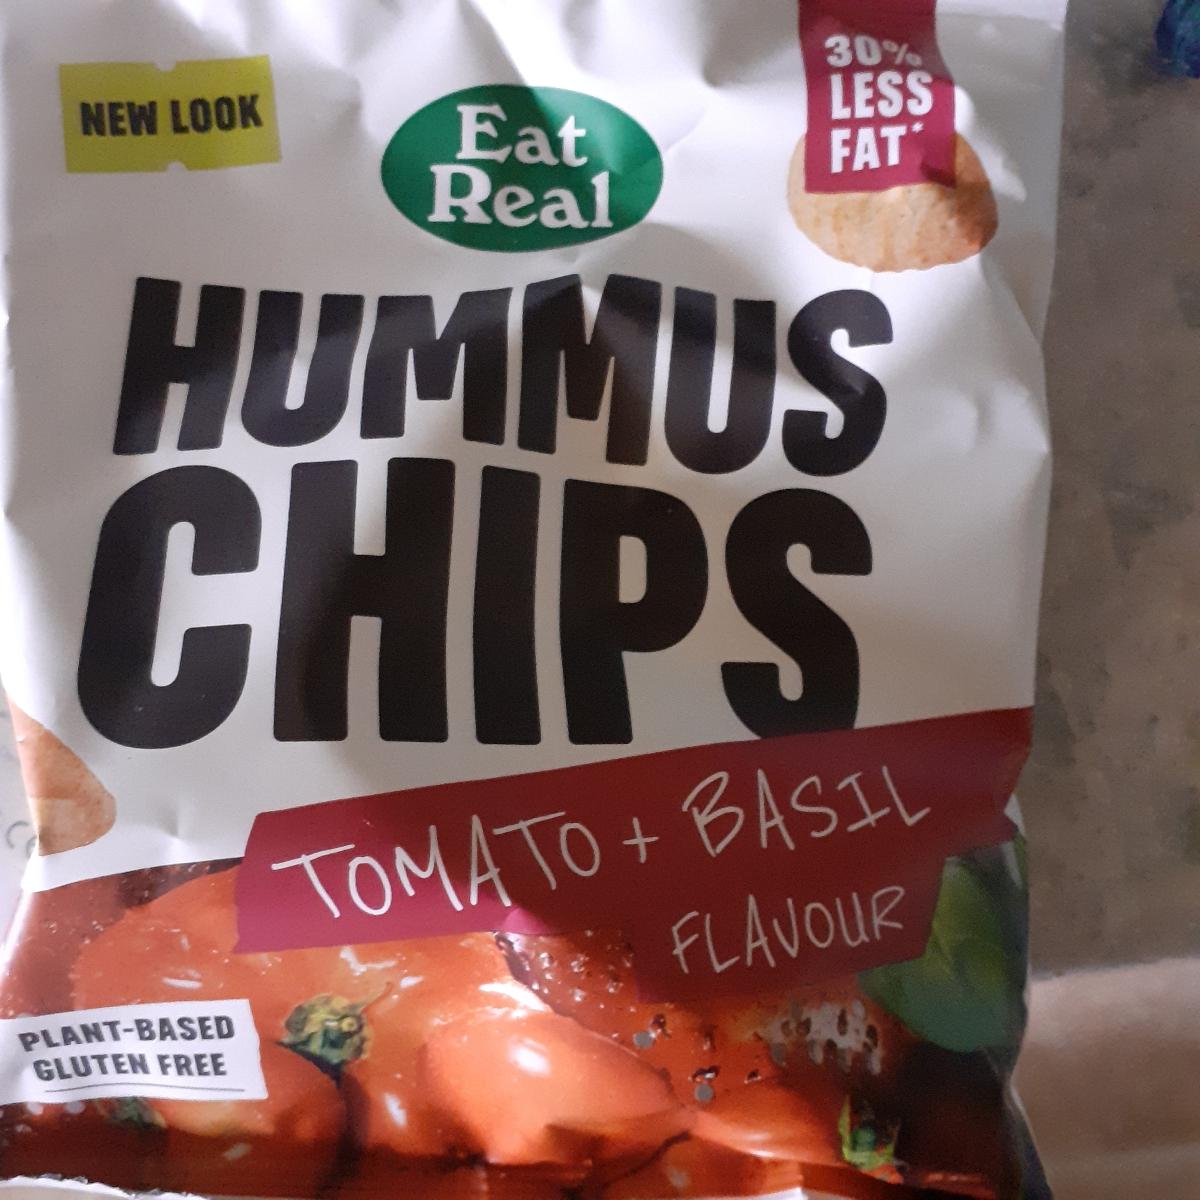 NEW LOOK
Eat
Real
30%
LESS
FAT*
HUMMUS
CHIPS
TOMATO + BASIL
FLAVOUR
PLANT-BASED
GLUTEN FREE